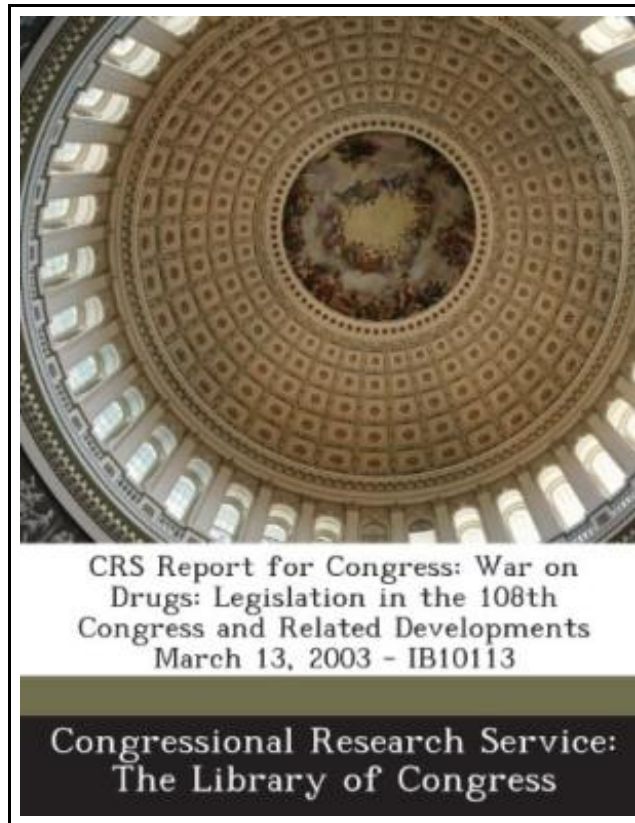 CRS Report for Congress: War on
Drugs: Legislation in the 108th
Congress and Related Developments
March 13, 2003 - IB10113
Congressional Research Service:
The Library of Congress